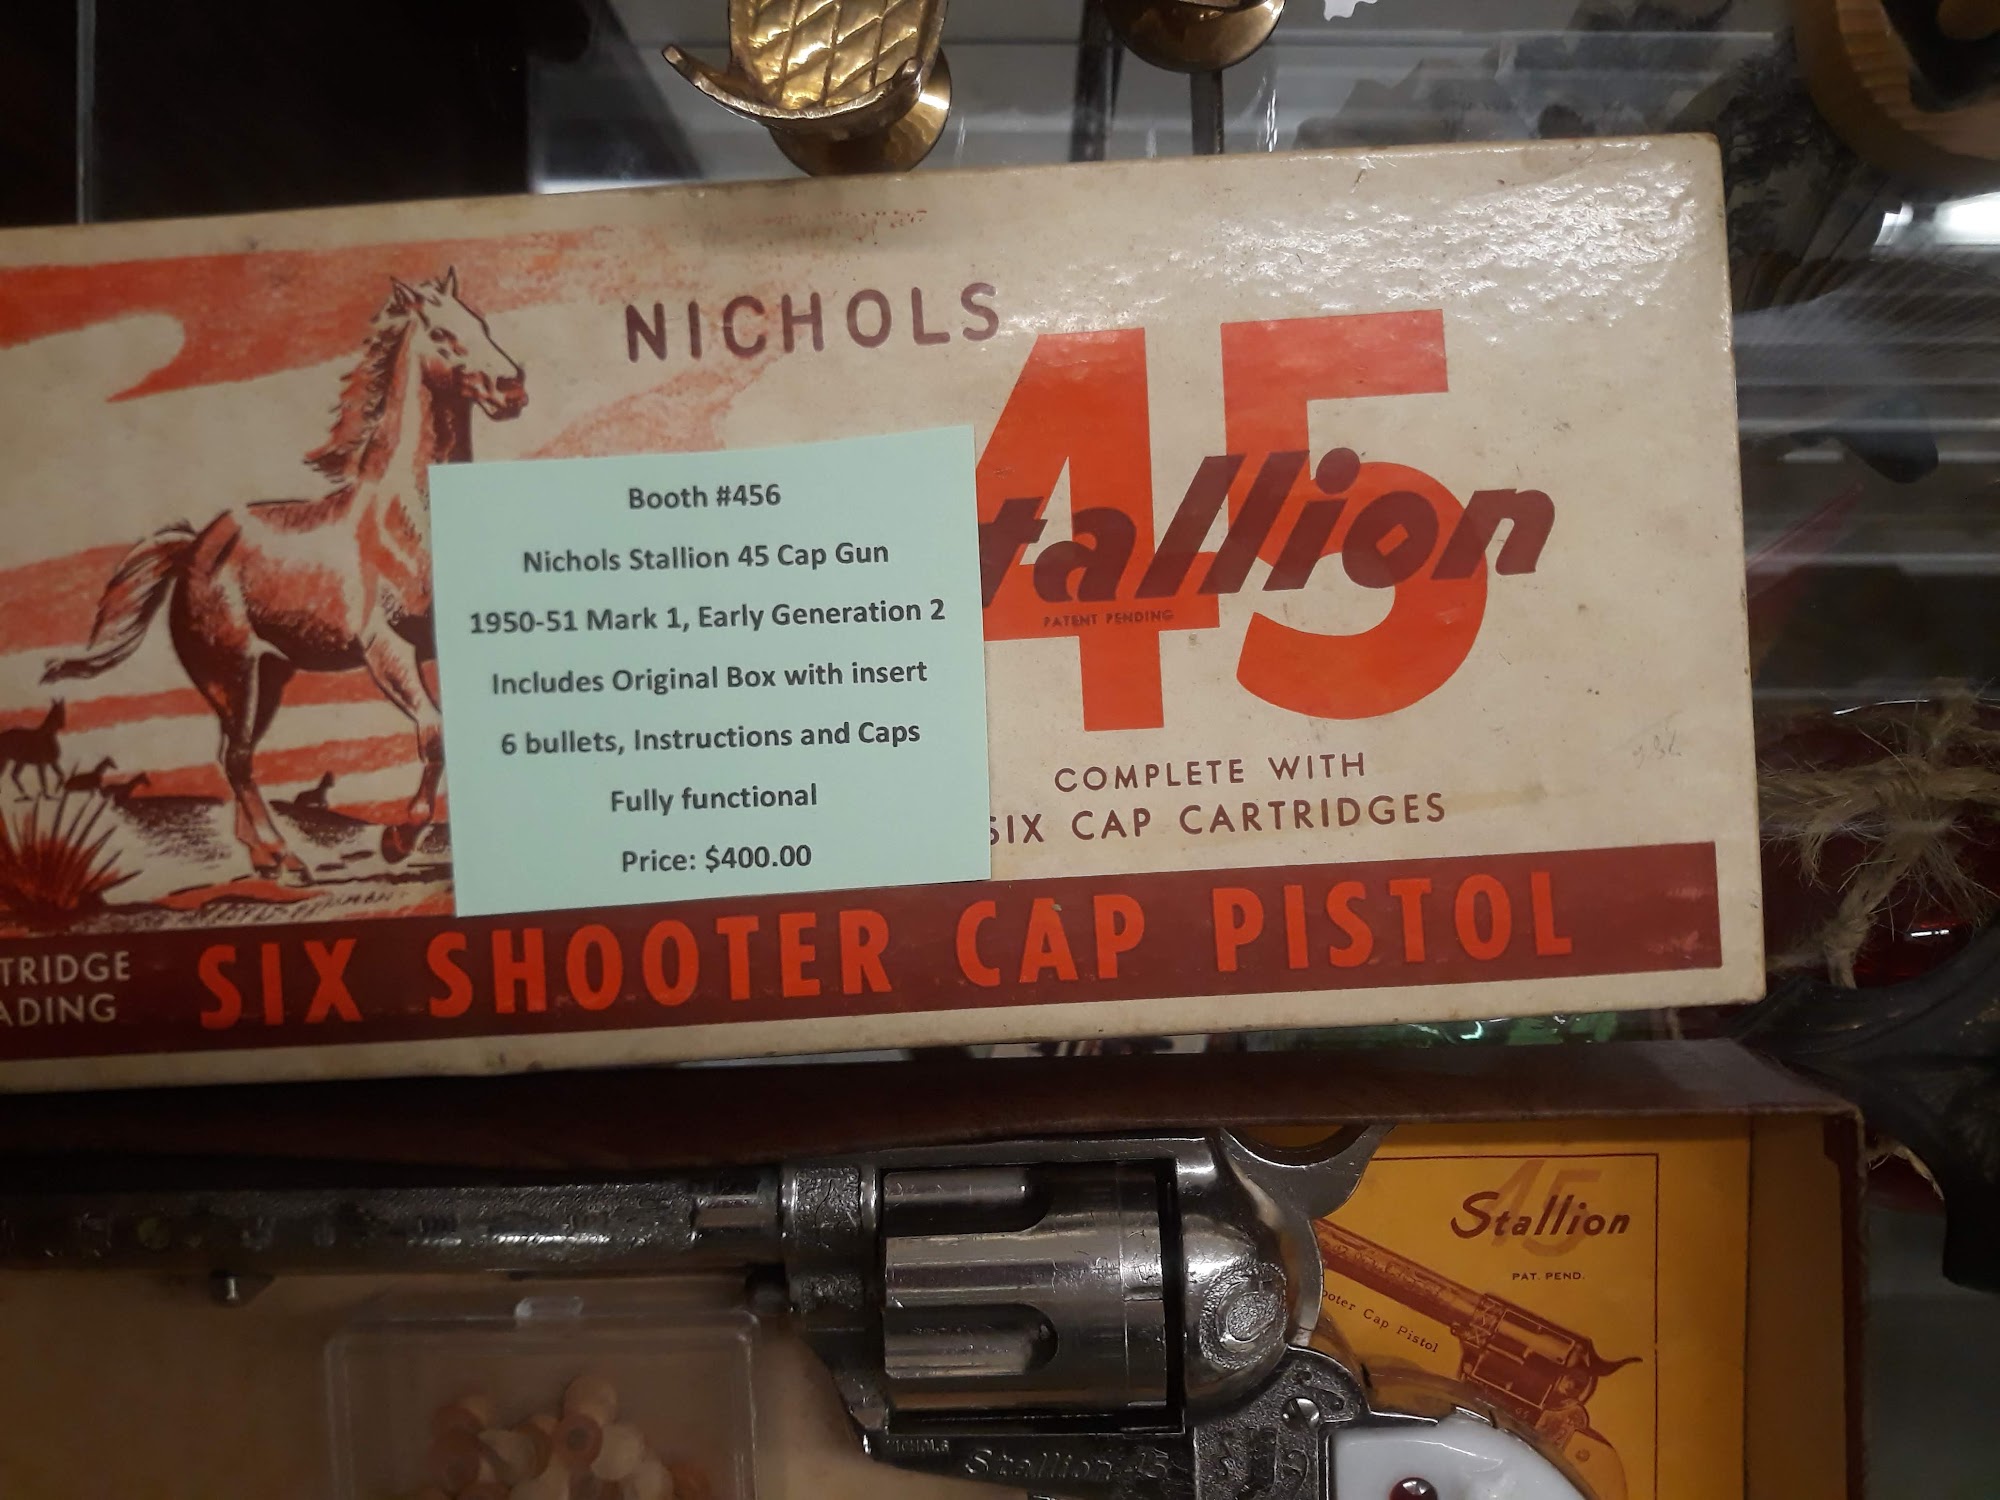 NICHOLS
45
tallion
PATENT PENDING
Booth #456
Nichols Stallion 45 Cap Gun
1950-51 Mark 1, Early Generation 2
Includes Original Box with insert
6 bullets, Instructions and Caps
Fully functional
Price: $400.00
COMPLETE WITH
SIX CAP CARTRIDGES
TRIDGE
ADING
SIX SHOOTER CAP PISTOL
45
Stallion
PAT. PEND.
ooter Cap Pistol
NICHOLS
Stallion 45